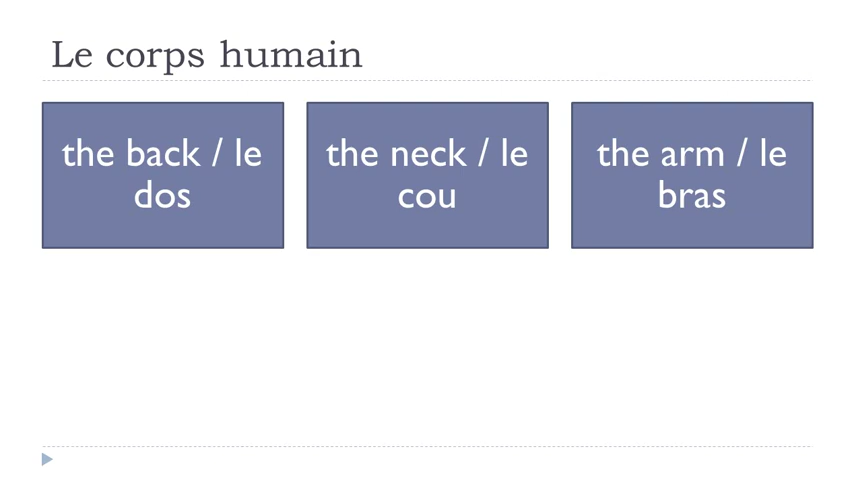 Le corps humain
the back / le
dos
the neck / le
cou
the arm / le
bras